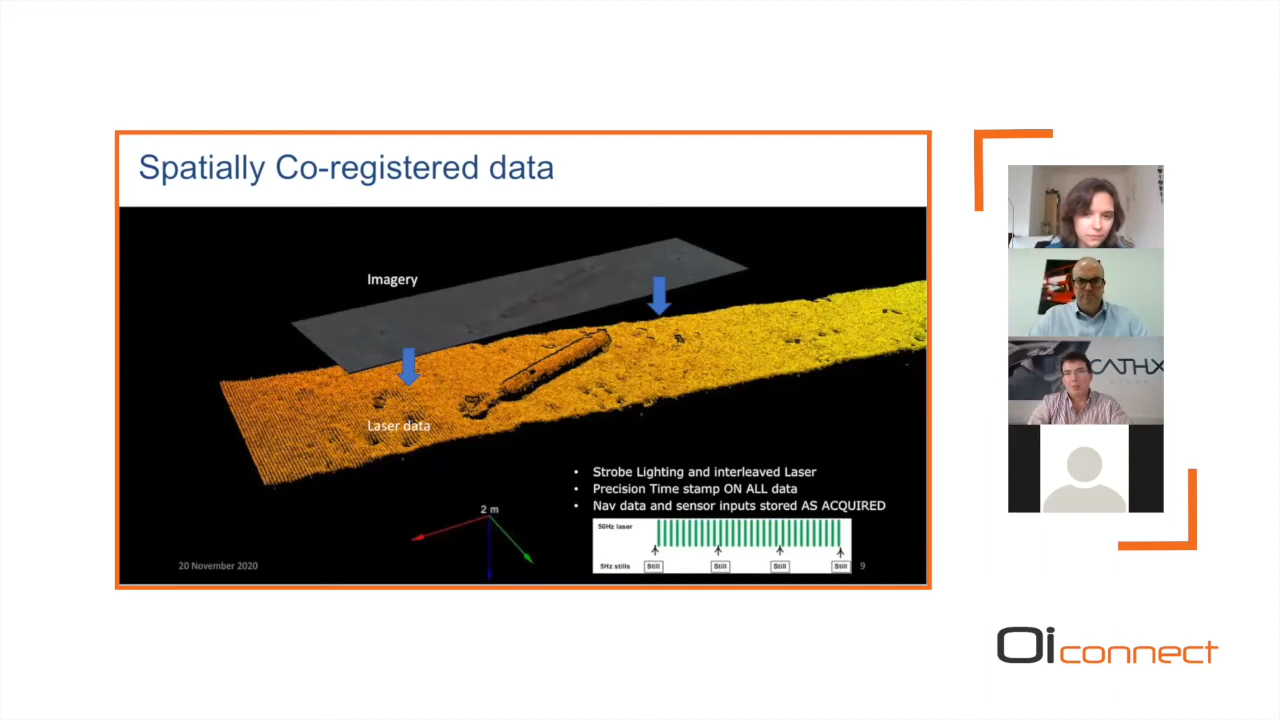 Spatially Co-registered data
Imagery
Laser data
• Strobe Lighting and interleaved Laser
• Precision Time stamp ON ALL data
• Nav data and sensor inputs stored AS ACQUIRED
2 m
50Hz laser
5Hz stills
Still
Still
Still
Still
20 November 2020
9
CATHX
OCEAN
Oi connect